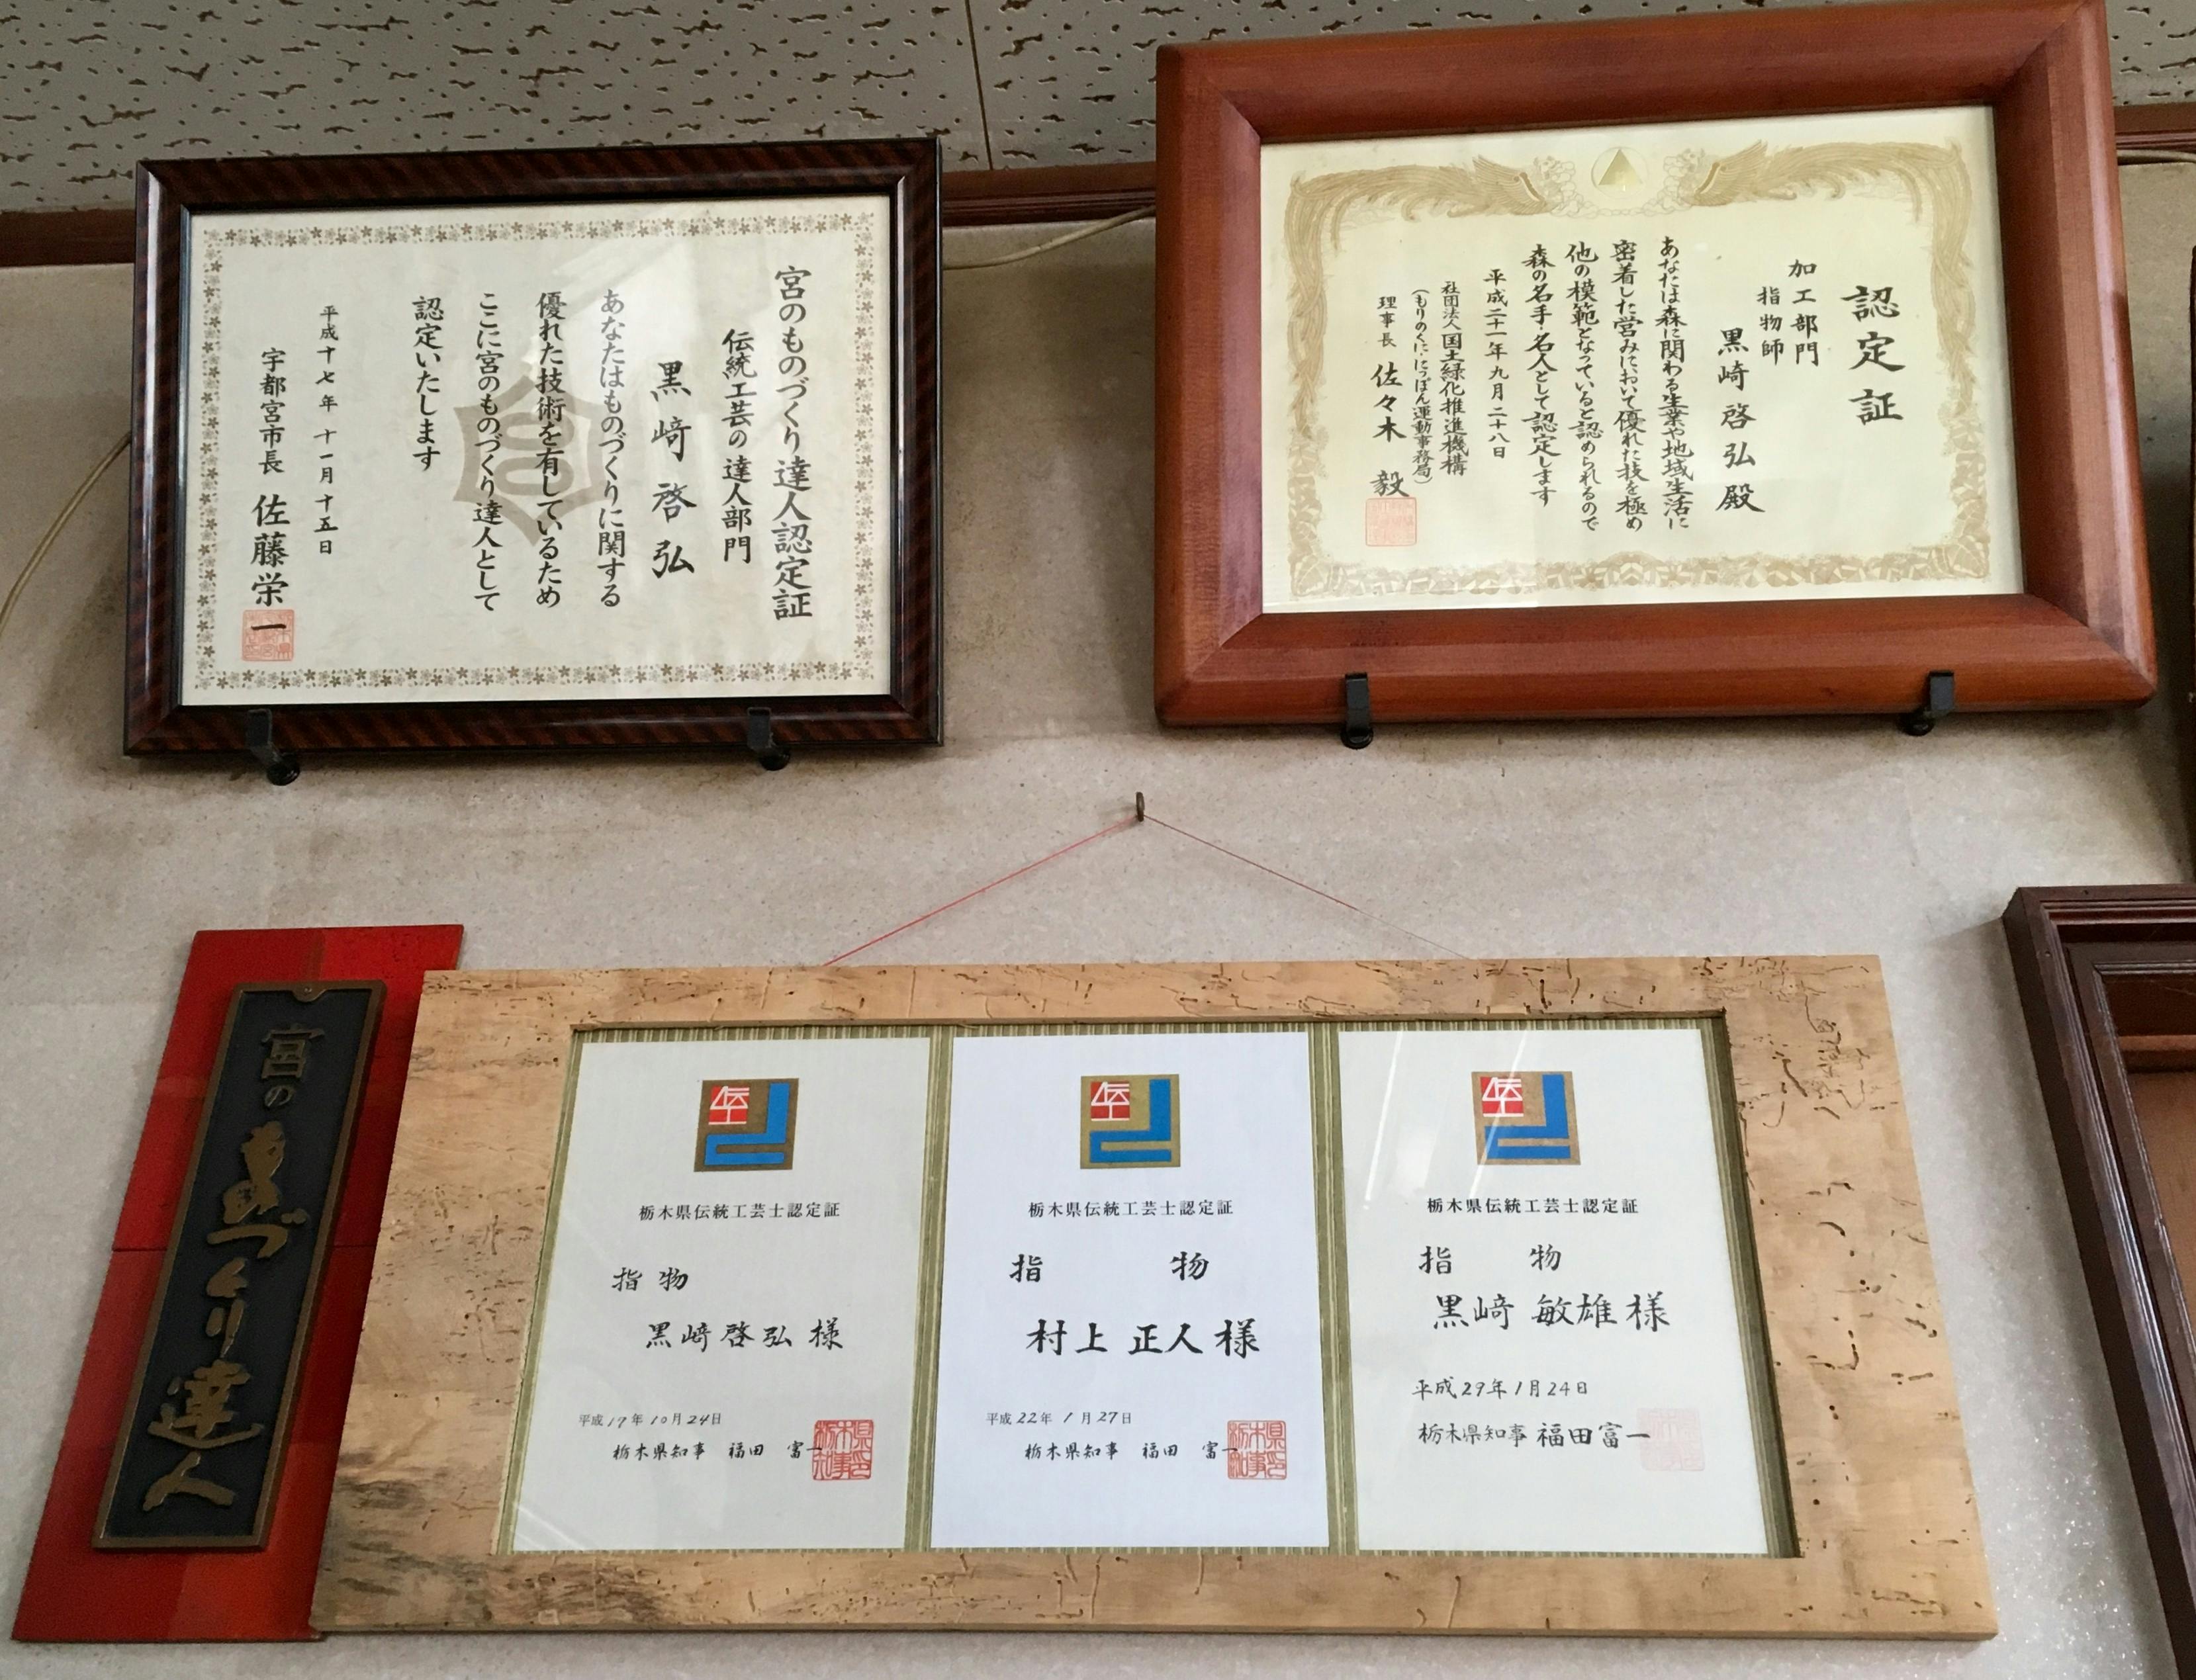 宮のものづくり達人認定証
伝統工芸の達人部門
黒﨑啓弘
あなたはものづくりに関する
優れた技術を有しているため
ここに宮のものづくり達人として
認定いたします
平成十七年十一月十五日
宇都宮市長 佐藤栄一
認定証
加工部門
指物師
黒崎啓弘殿
あなたは森に関わる生業や地域生活に
密着した営みにおいて優れた技を極め
他の模範となっていると認められるので
森の名手・名人として認定します
平成二十一年九月二十八日
社団法人国土緑化推進機構
(もりのくに・にっぽん運動事務局)
理事長 佐々木 毅
宮のものづくり達人
伝
栃木県伝統工芸士認定証
指物
黒﨑啓弘 様
平成17年10月24日
栃木県知事 福田 富一
伝
栃木県伝統工芸士認定証
指 物
村上 正人 様
平成22年1月27日
栃木県知事 福田 富一
伝
栃木県伝統工芸士認定証
指 物
黒﨑 敏雄 様
平成29年1月24日
栃木県知事 福田富一